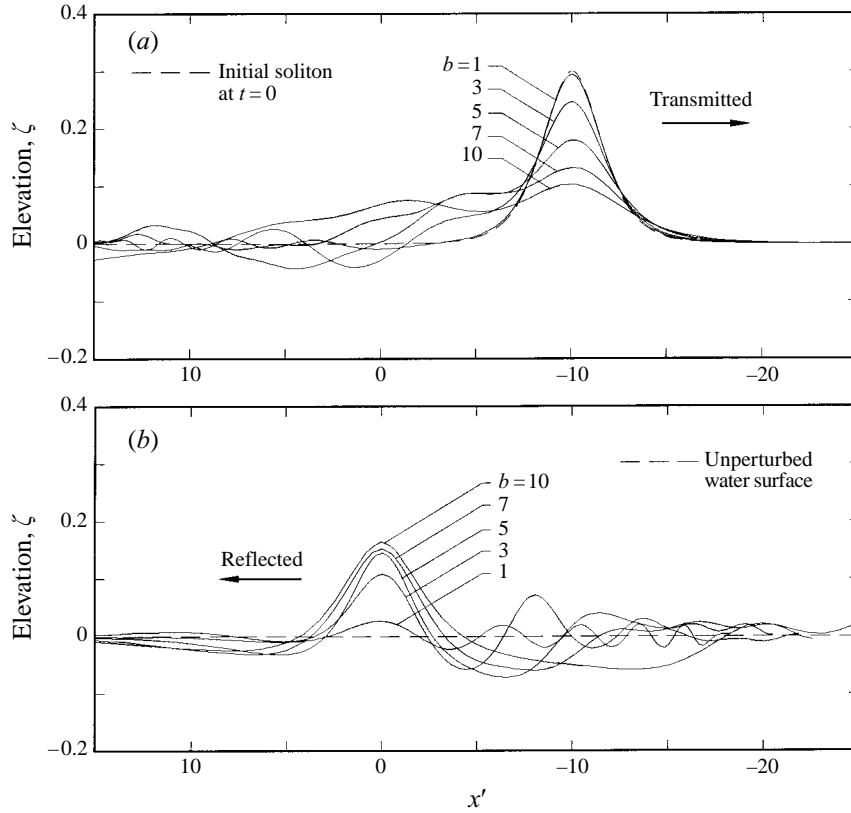 0.4
(a)
Initial soliton
at t = 0
b = 1
3
5
7
10
Transmitted
0.2
Elevation, ζ
0
–0.2
10
0
–10
–20
0.4
(b)
Unperturbed
water surface
b = 10
7
5
3
1
Reflected
0.2
Elevation, ζ
0
–0.2
10
0
–10
–20
x′